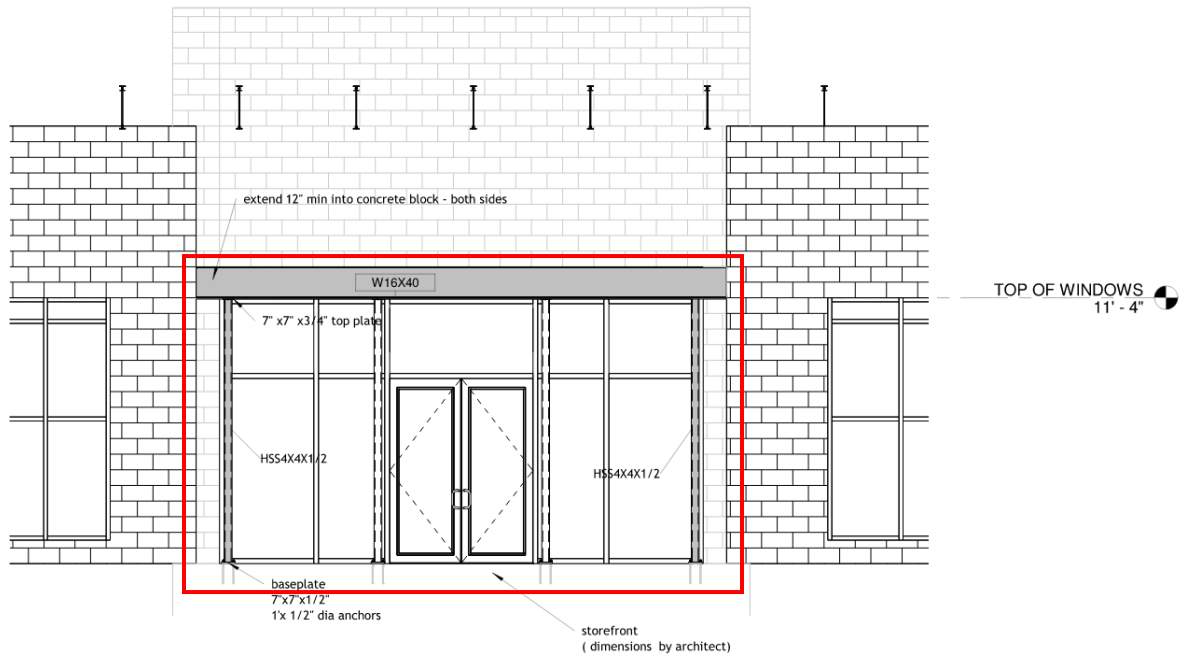 extend 12" min into concrete block - both sides
W16X40
TOP OF WINDOWS
11' - 4"
7" x7" x3/4" top plate
HSS4X4X1/2
HSS4X4X1/2
baseplate
7"x7"x1/2"
1'x 1/2" dia anchors
storefront
( dimensions by architect)